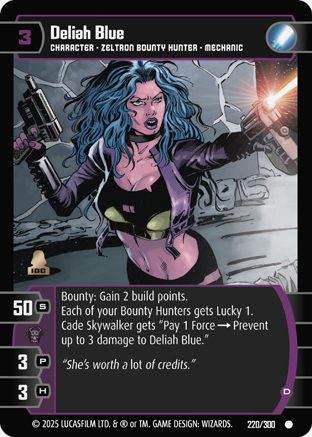 3
Deliah Blue
CHARACTER - ZELTRON BOUNTY HUNTER - MECHANIC
IDC
50 S
3 P
3 H
Bounty: Gain 2 build points.
Each of your Bounty Hunters gets Lucky 1.
Cade Skywalker gets “Pay 1 Force → Prevent
up to 3 damage to Deliah Blue.”
“She’s worth a lot of credits.”
D
© 2025 LUCASFILM LTD. & ® or TM. GAME DESIGN: WIZARDS.
220/300